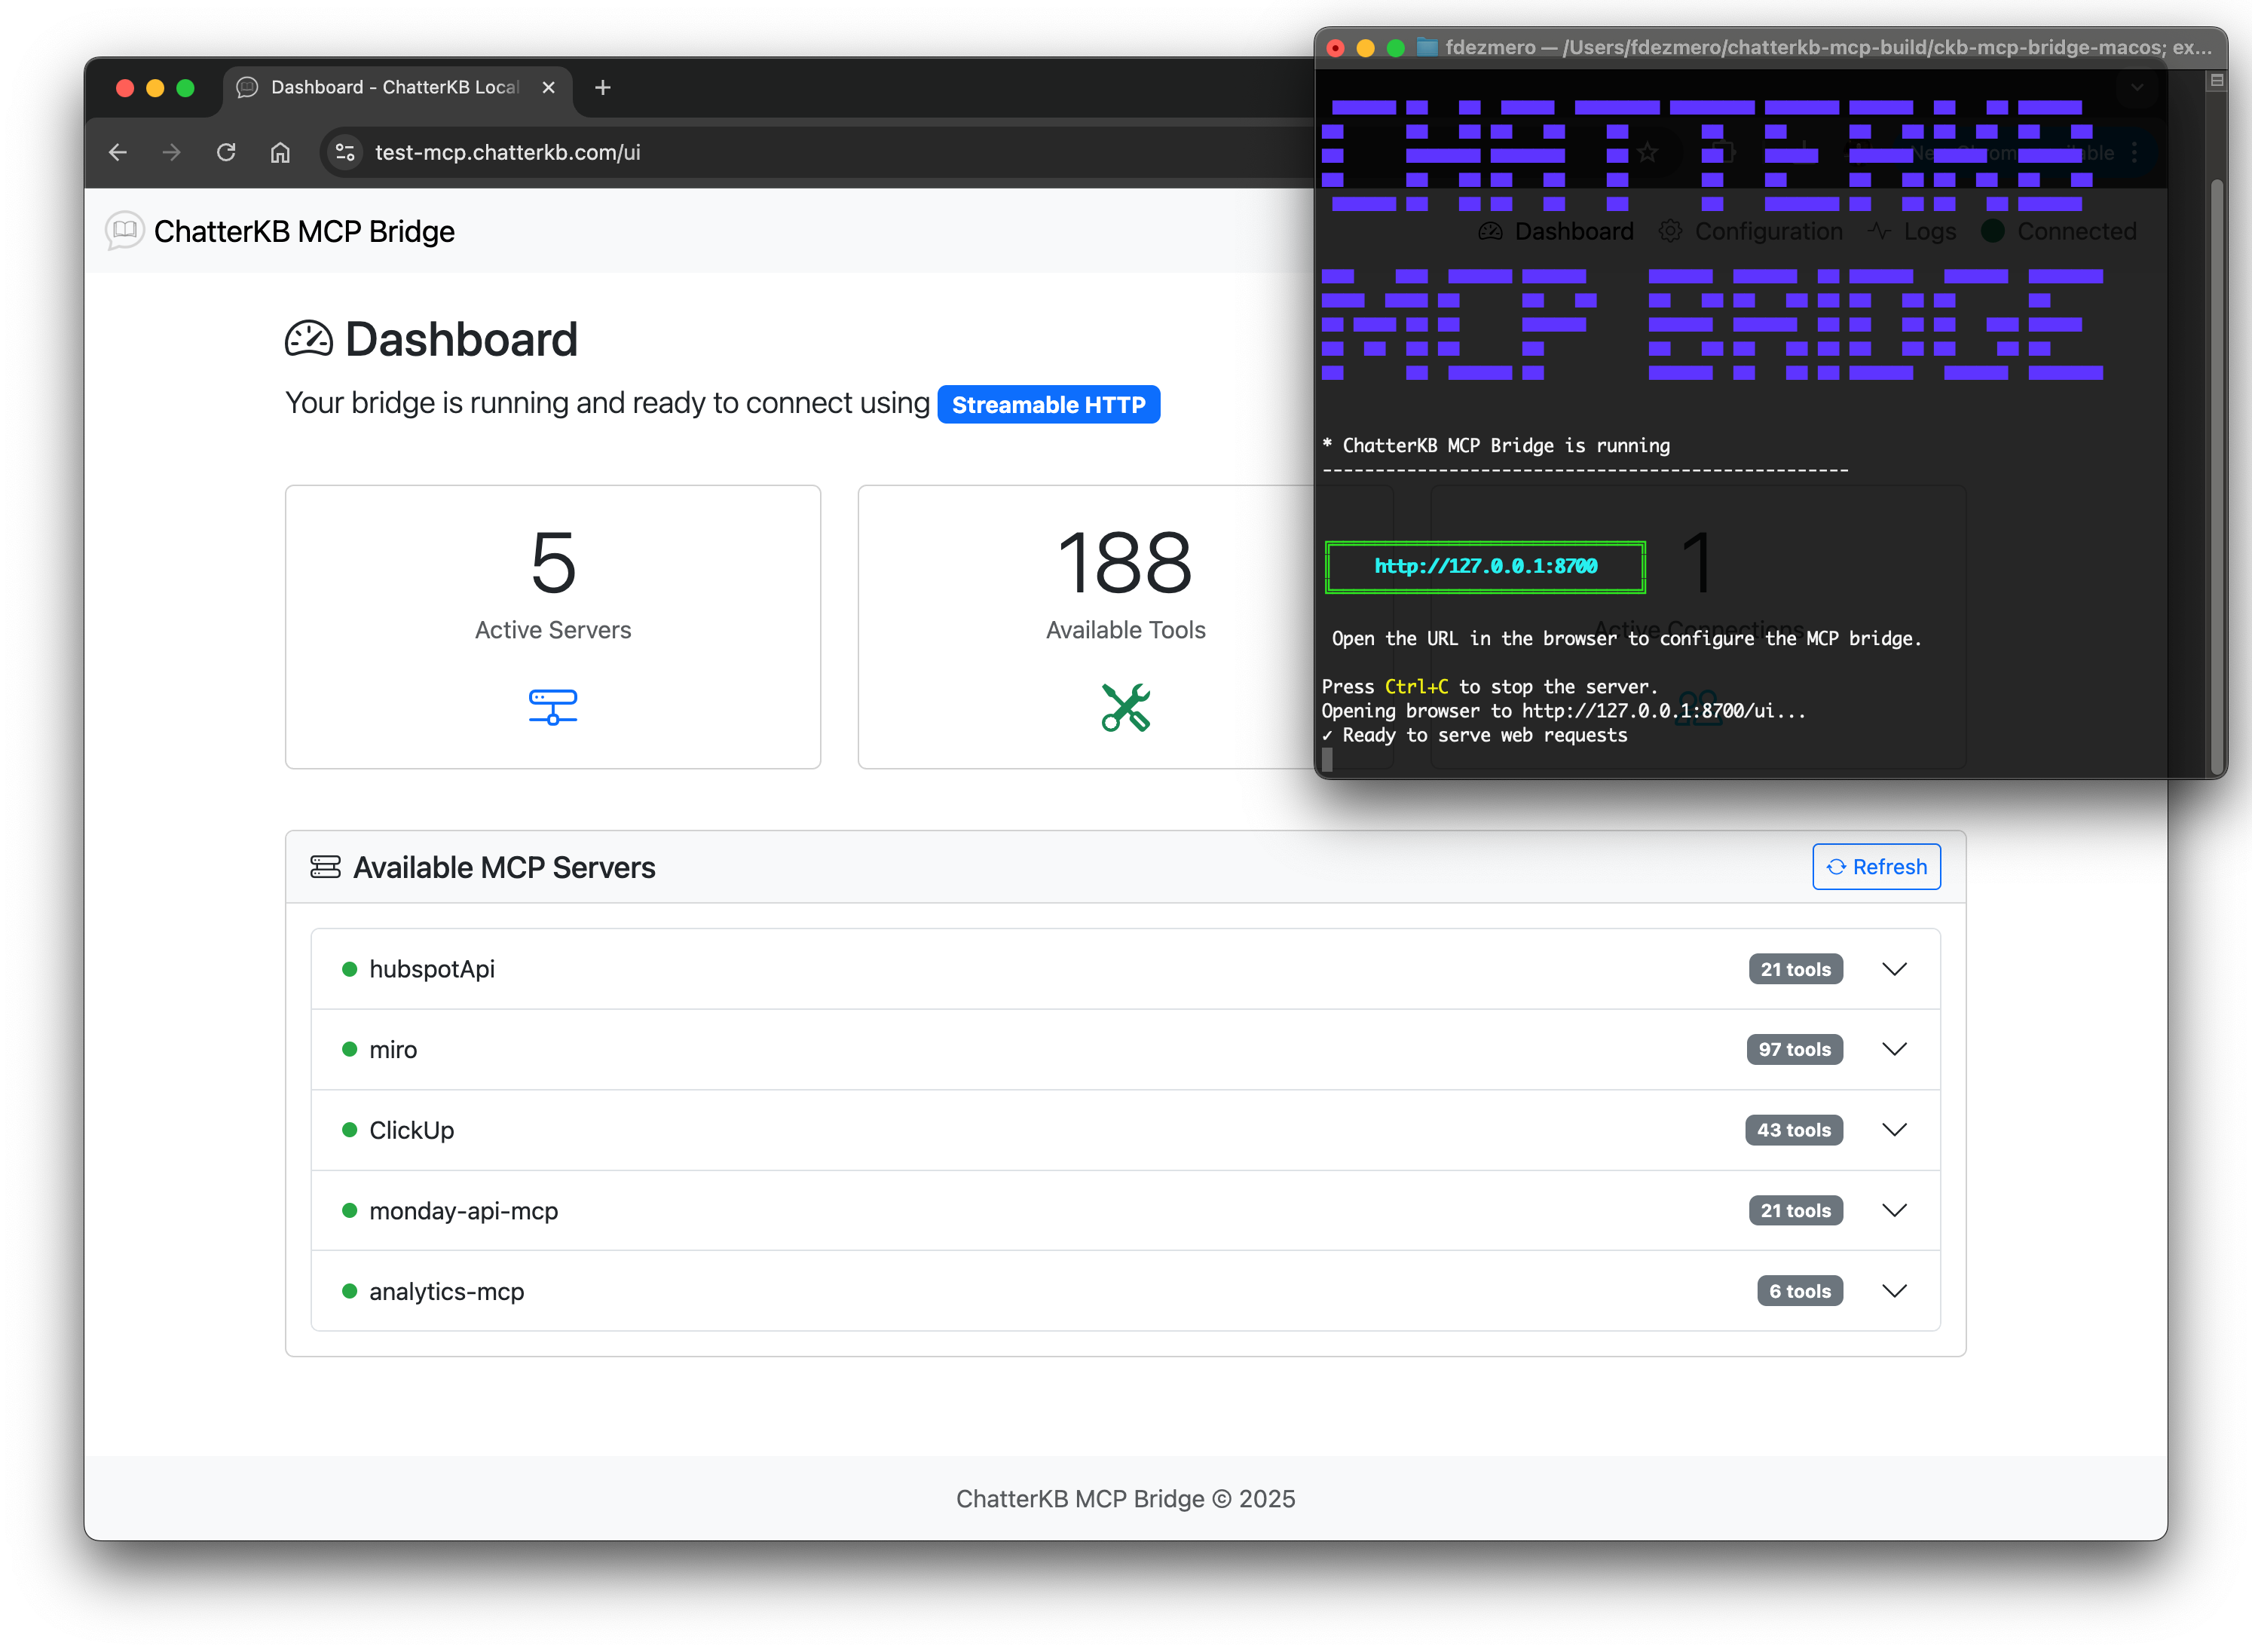 Dashboard - ChatterKB Local
test-mcp.chatterkb.com/ui
ChatterKB MCP Bridge
Dashboard
Configuration
Logs
Connected
Dashboard
Your bridge is running and ready to connect using Streamable HTTP
5
Active Servers
188
Available Tools
1
Active Connections
Available MCP Servers
Refresh
hubspotApi
21 tools
miro
97 tools
ClickUp
43 tools
monday-api-mcp
21 tools
analytics-mcp
6 tools
ChatterKB MCP Bridge © 2025
fdezmero — /Users/fdezmero/chatterkb-mcp-build/ckb-mcp-bridge-macos; ex...
CHATTERKB
MCP BRIDGE
* ChatterKB MCP Bridge is running
--------------------------------------------------
http://127.0.0.1:8700
Open the URL in the browser to configure the MCP bridge.
Press Ctrl+C to stop the server.
Opening browser to http://127.0.0.1:8700/ui...
✓ Ready to serve web requests